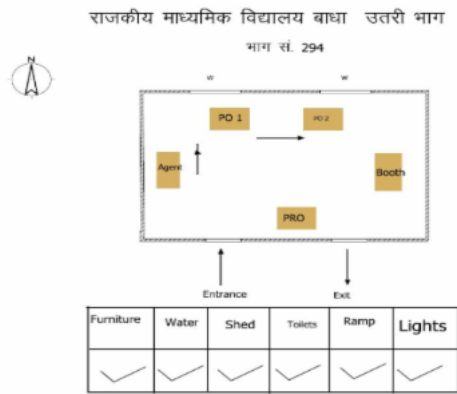 राजकीय माध्यमिक विद्यालय बाधा उतरी भाग
भाग सं. 294
N
W W
PO 1 PO 2
Agent Booth
PRO
Entrance Exit
Furniture Water Shed Toilets Ramp Lights